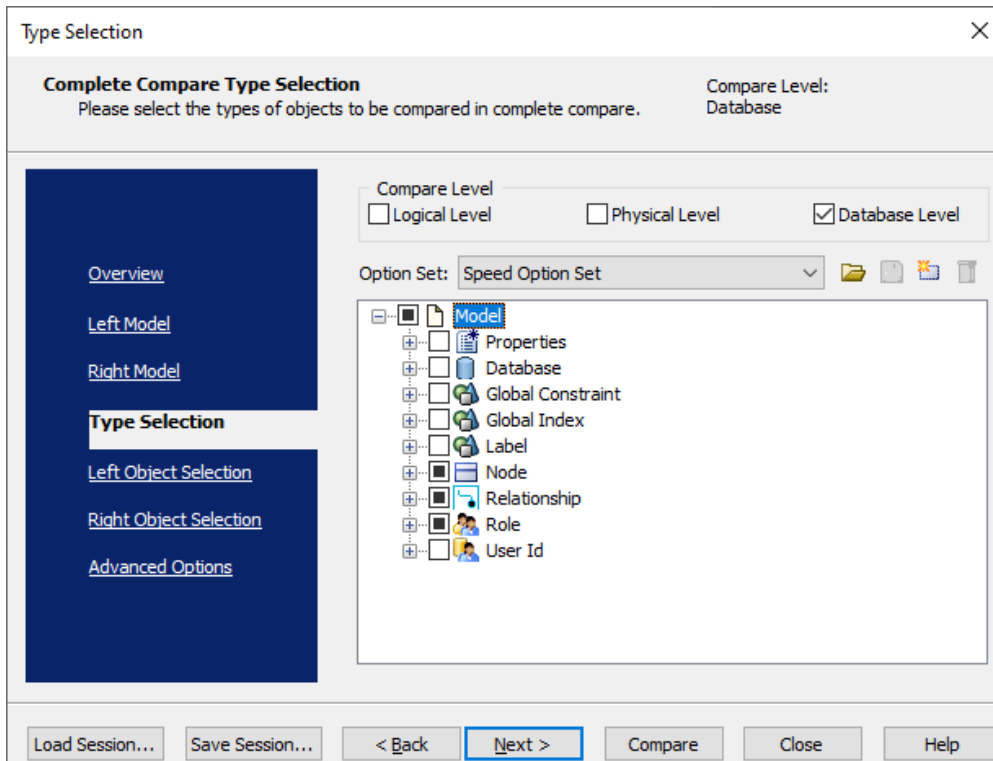 Type Selection
Complete Compare Type Selection
Please select the types of objects to be compared in complete compare.
Compare Level:
Database
Overview
Left Model
Right Model
Type Selection
Left Object Selection
Right Object Selection
Advanced Options
Compare Level
Logical Level Physical Level Database Level
Option Set: Speed Option Set
Model
Properties
Database
Global Constraint
Global Index
Label
Node
Relationship
Role
User Id
Load Session... Save Session... < Back Next > Compare Close Help